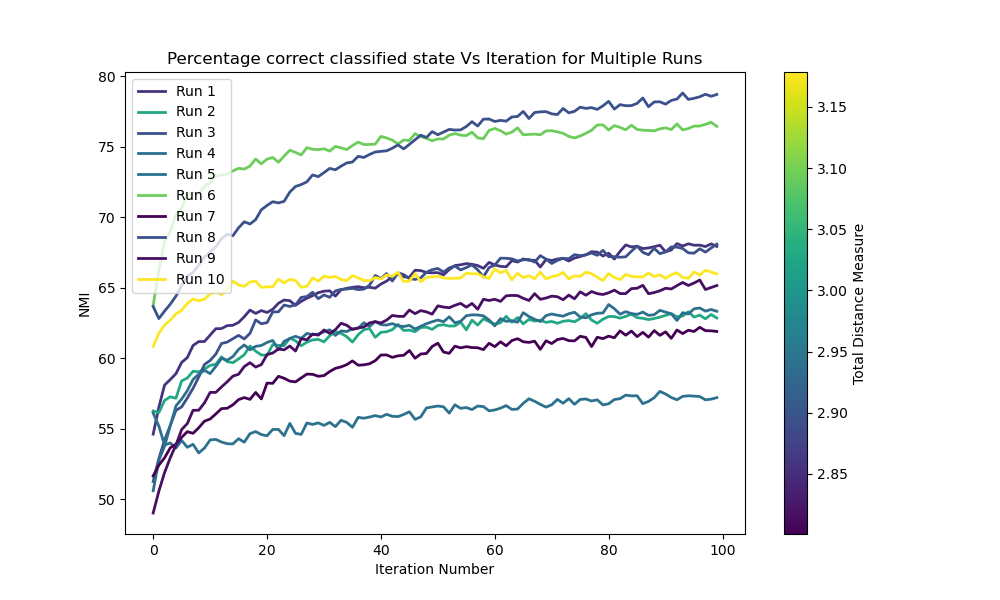 Percentage correct classified state Vs Iteration for Multiple Runs
80
75
70
65
60
55
50
NMI
Run 1
Run 2
Run 3
Run 4
Run 5
Run 6
Run 7
Run 8
Run 9
Run 10
0
20
40
60
80
100
Iteration Number
3.15
3.10
3.05
3.00
2.95
2.90
2.85
Total Distance Measure